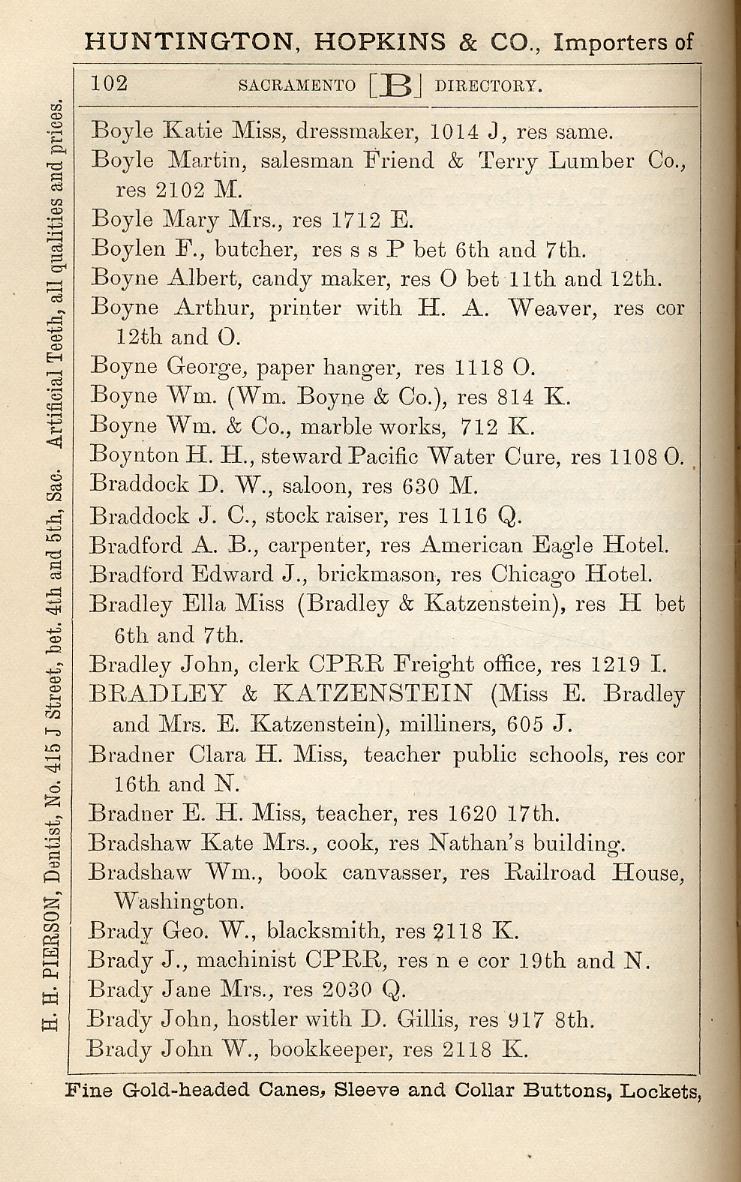 HUNTINGTON, HOPKINS & CO., Importers of
102 SACRAMENTO [B] DIRECTORY.
Boyle Katie Miss, dressmaker, 1014 J, res same.
Boyle Martin, salesman Friend & Terry Lumber Co.,
res 2102 M.
Boyle Mary Mrs., res 1712 E.
Boylen F., butcher, res s s P bet 6th and 7th.
Boyne Albert, candy maker, res O bet 11th and 12th.
Boyne Arthur, printer with H. A. Weaver, res cor
12th and O.
Boyne George, paper hanger, res 1118 O.
Boyne Wm. (Wm. Boyne & Co.), res 814 K.
Boyne Wm. & Co., marble works, 712 K.
Boynton H. H., steward Pacific Water Cure, res 1108 O.
Braddock D. W., saloon, res 630 M.
Braddock J. C., stock raiser, res 1116 Q.
Bradford A. B., carpenter, res American Eagle Hotel.
Bradford Edward J., brickmason, res Chicago Hotel.
Bradley Ella Miss (Bradley & Katzenstein), res H bet
6th and 7th.
Bradley John, clerk CPRR Freight office, res 1219 I.
BRADLEY & KATZENSTEIN (Miss E. Bradley
and Mrs. E. Katzenstein), milliners, 605 J.
Bradner Clara H. Miss, teacher public schools, res cor
16th and N.
Bradner E. H. Miss, teacher, res 1620 17th.
Bradshaw Kate Mrs., cook, res Nathan's building.
Bradshaw Wm., book canvasser, res Railroad House,
Washington.
Brady Geo. W., blacksmith, res 2118 K.
Brady J., machinist CPRR, res n e cor 19th and N.
Brady Jane Mrs., res 2030 Q.
Brady John, hostler with D. Gillis, res 917 8th.
Brady John W., bookkeeper, res 2118 K.
Fine Gold-headed Canes, Sleeve and Collar Buttons, Lockets,
H. H. PIERSON, Dentist, No. 415 J Street, bet. 4th and 5th, Sac. Artificial Teeth, all qualities and prices.